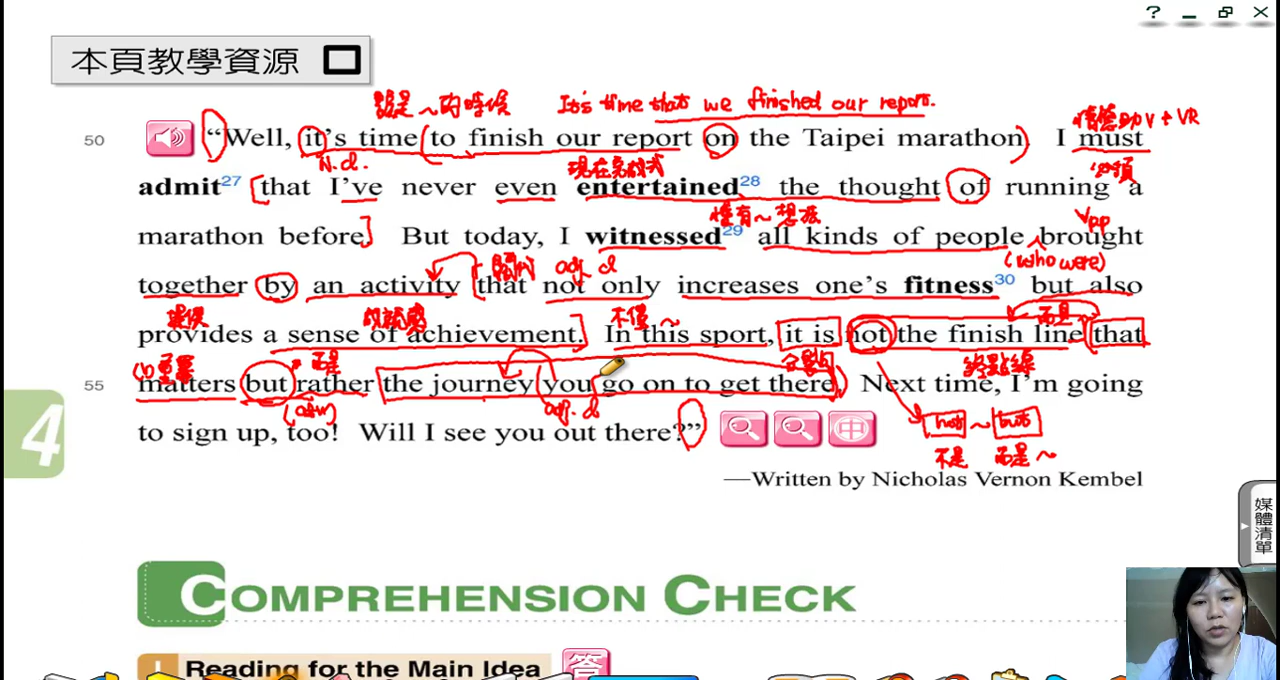 ?
本頁教學資源
該是~的時候 It's time that we finished our report.
50 “Well, it's time to finish our report on the Taipei marathon. I must
情態助V + VR
N.cl. 現在完成式 必須
admit27 that I've never even entertained28 the thought of running a
懷有~想法 Vpp
marathon before. But today, I witnessed29 all kinds of people brought
關代 adj. cl (who were)
together by an activity that not only increases one's fitness30 but also
提供 成就感 不僅~ 而是
provides a sense of achievement. In this sport, it is not the finish line that
(v)重要 而是 分裂句 終點線
55 matters but rather the journey you go on to get there. Next time, I'm going
(adv) adj. cl not ~ but
to sign up, too! Will I see you out there?” 中
不是 而是~
—Written by Nicholas Vernon Kembel
4
媒體清單
COMPREHENSION CHECK
I Reading for the Main Idea 答